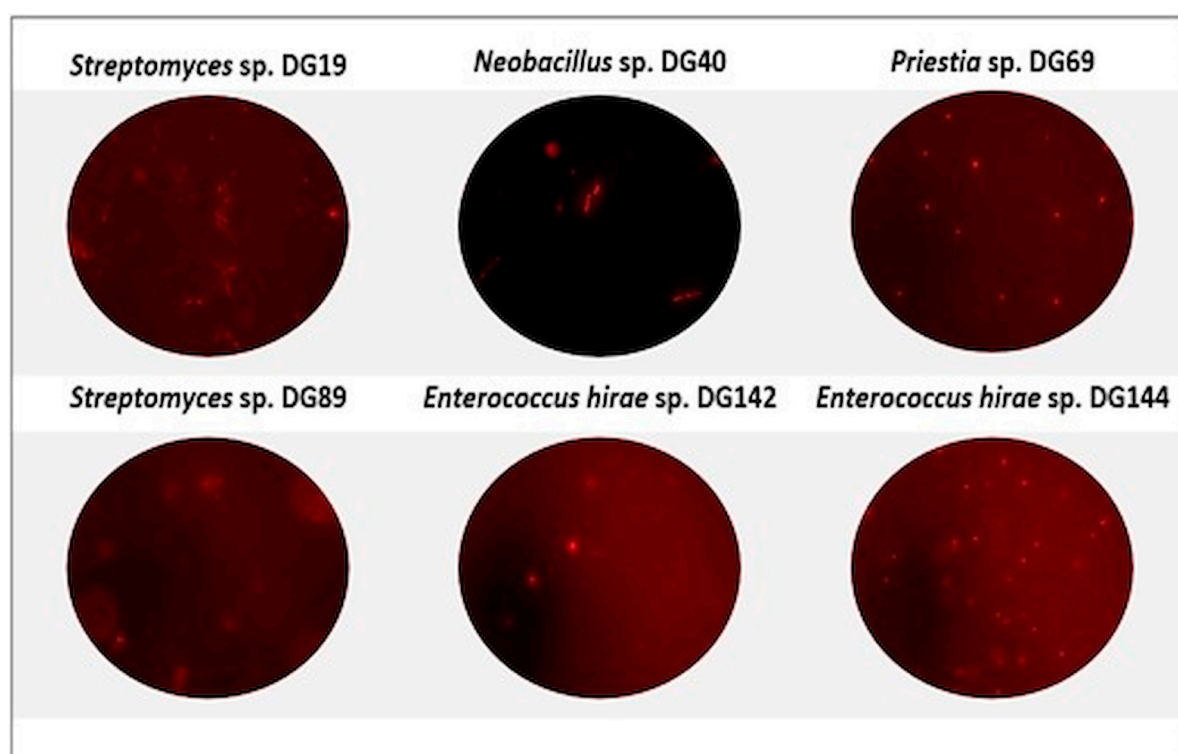 Streptomyces sp. DG19
Neobacillus sp. DG40
Priestia sp. DG69
Streptomyces sp. DG89
Enterococcus hirae sp. DG142
Enterococcus hirae sp. DG144